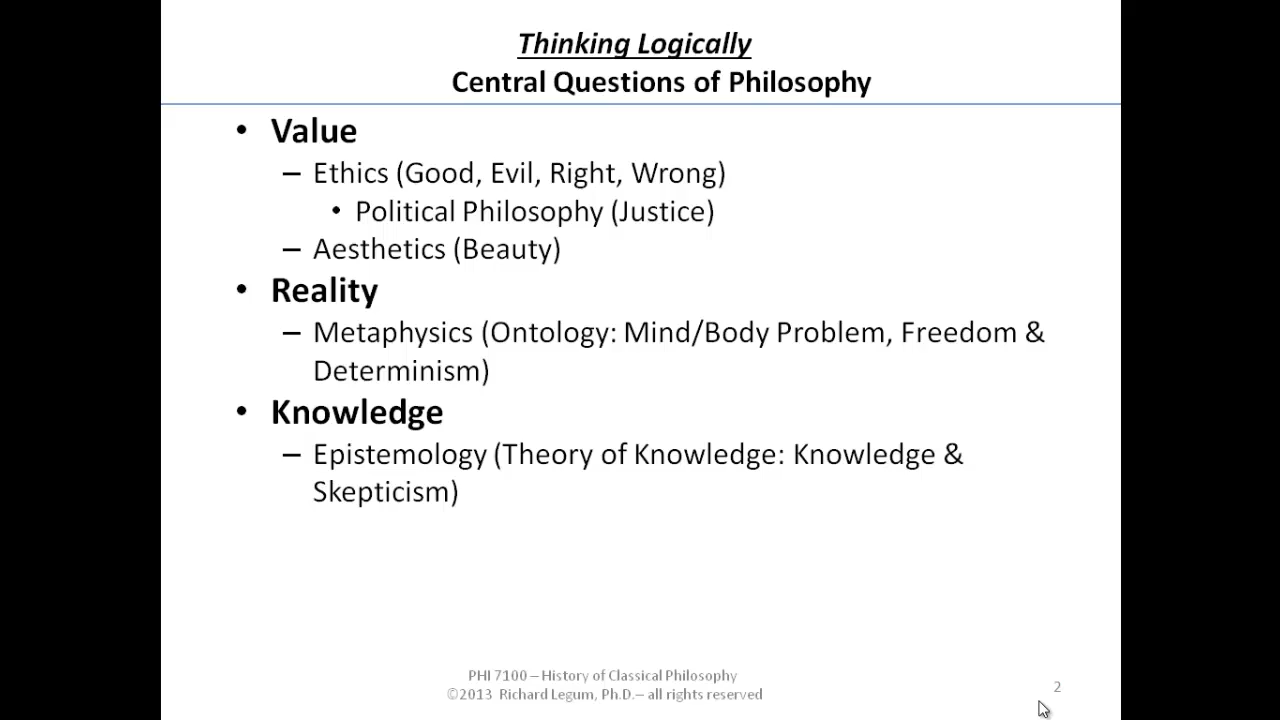 Thinking Logically
Central Questions of Philosophy
• Value
– Ethics (Good, Evil, Right, Wrong)
• Political Philosophy (Justice)
– Aesthetics (Beauty)
• Reality
– Metaphysics (Ontology: Mind/Body Problem, Freedom &
Determinism)
• Knowledge
– Epistemology (Theory of Knowledge: Knowledge &
Skepticism)
PHI 7100 – History of Classical Philosophy
©2013 Richard Legum, Ph.D.– all rights reserved
2